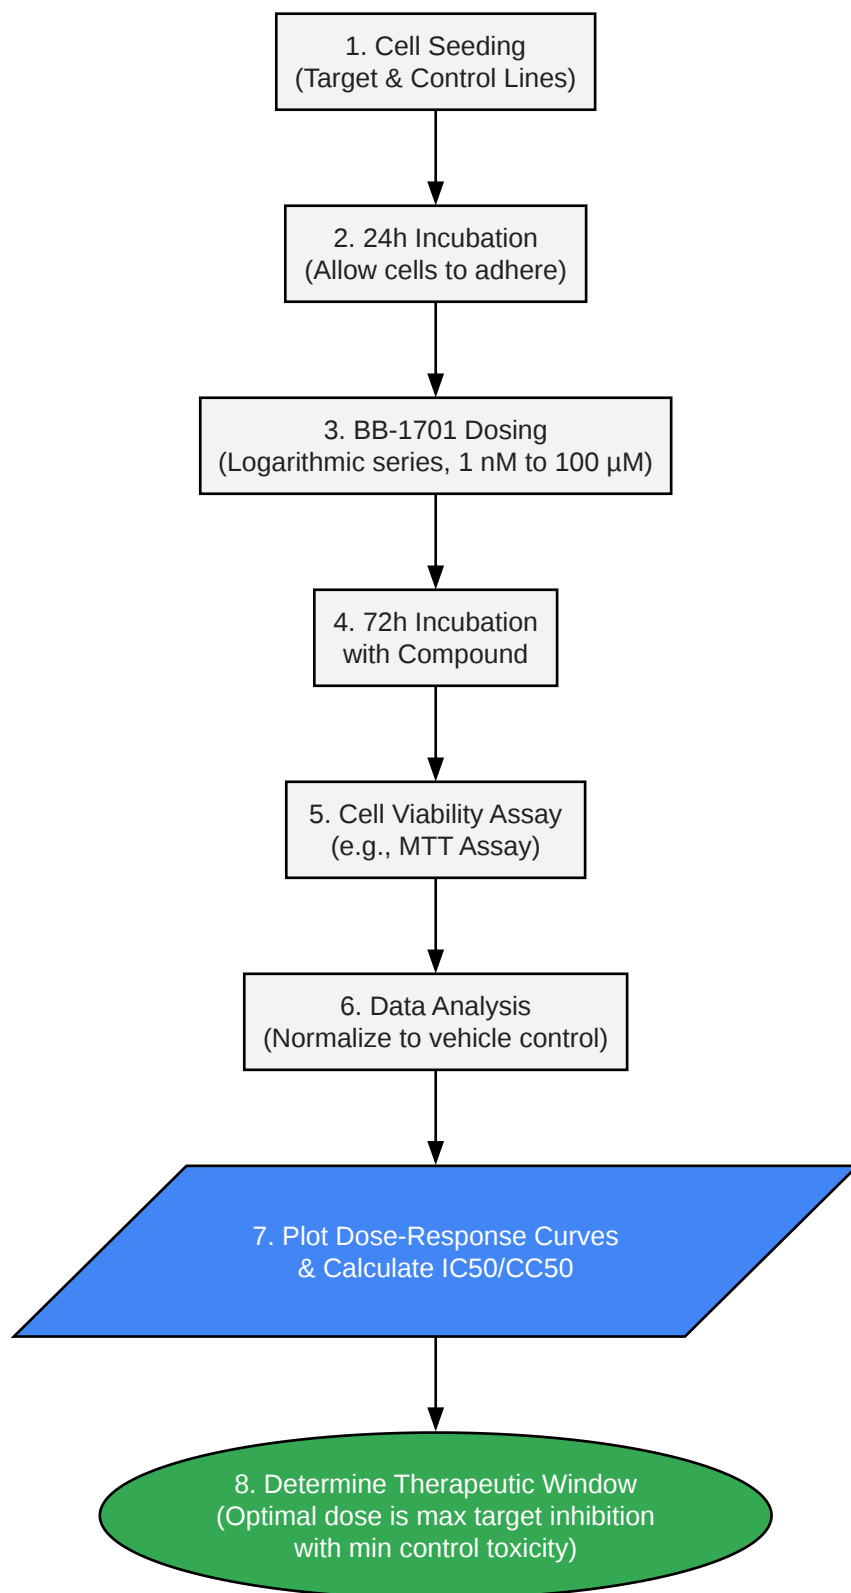 1. Cell Seeding
(Target & Control Lines)
2. 24h Incubation
(Allow cells to adhere)
3. BB-1701 Dosing
(Logarithmic series, 1 nM to 100 µM)
4. 72h Incubation
with Compound
5. Cell Viability Assay
(e.g., MTT Assay)
6. Data Analysis
(Normalize to vehicle control)
7. Plot Dose-Response Curves
& Calculate IC50/CC50
8. Determine Therapeutic Window
(Optimal dose is max target inhibition
with min control toxicity)